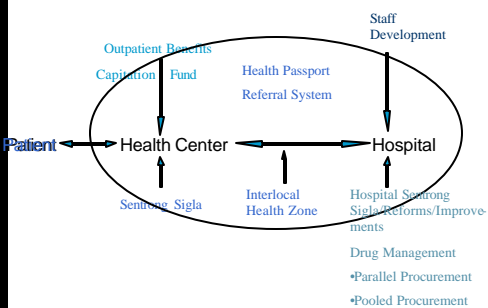 Staff
Development
Outpatient Benefits
Capitation Fund
Health Passport
Referral System
Patient Health Center Hospital
Sentrong Sigla
Interlocal
Health Zone
Hospital Sentrong
Sigla/Reforms/Improve-
ments
Drug Management
•Parallel Procurement
•Pooled Procurement